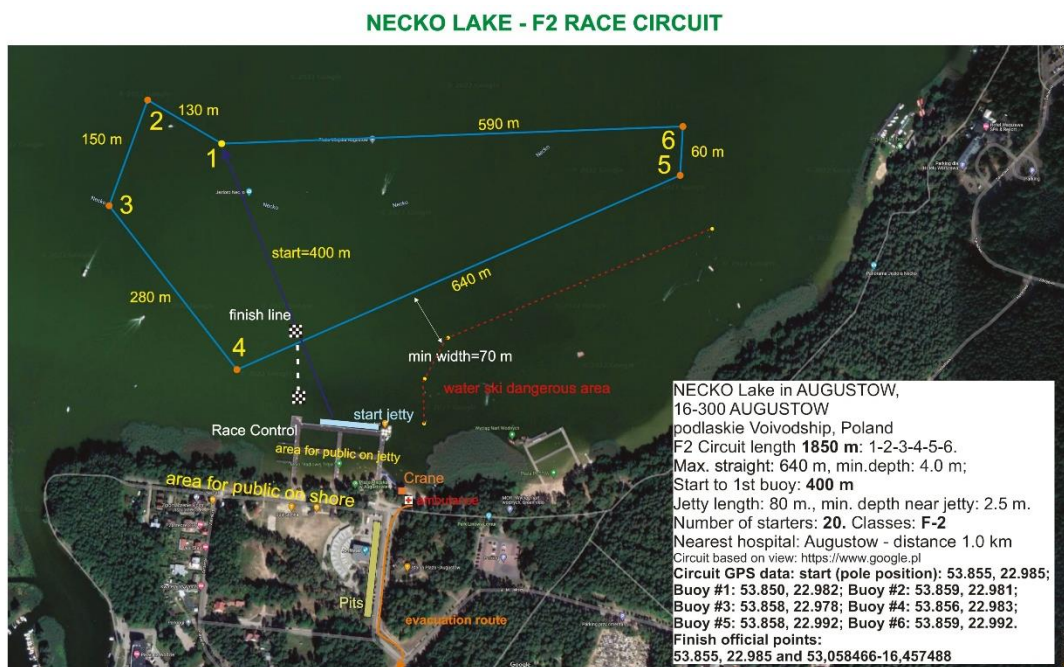 NECKO LAKE - F2 RACE CIRCUIT
130 m
2
150 m
590 m
1
6
60 m
5
Necko
3
Necko
Necko
start=400 m
640 m
280 m
finish line
4
min width=70 m
water ski dangerous area
start jetty
Race Control
area for public on jetty
Crane
area for public on shore
ambulance
Pits
evacuation route
Google
NECKO Lake in AUGUSTOW,
16-300 AUGUSTOW
podlaskie Voivodship, Poland
F2 Circuit length 1850 m: 1-2-3-4-5-6.
Max. straight: 640 m, min.depth: 4.0 m;
Start to 1st buoy: 400 m
Jetty length: 80 m., min. depth near jetty: 2.5 m.
Number of starters: 20. Classes: F-2
Nearest hospital: Augustow - distance 1.0 km
Circuit based on view: https://www.google.pl
Circuit GPS data: start (pole position): 53.855, 22.985;
Buoy #1: 53.850, 22.982; Buoy #2: 53.859, 22.981;
Buoy #3: 53.858, 22.978; Buoy #4: 53.856, 22.983;
Buoy #5: 53.858, 22.992; Buoy #6: 53.859, 22.992.
Finish official points:
53.855, 22.985 and 53,058466-16,457488